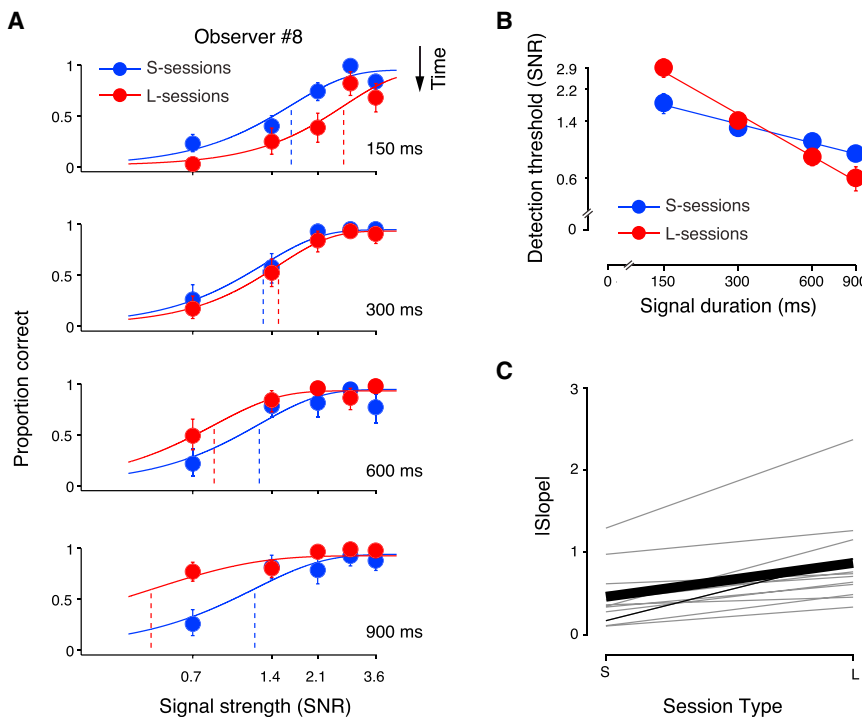 A
Observer #8
S-sessions
L-sessions
Time
1
0.5
0
150 ms
1
0.5
0
300 ms
1
0.5
0
600 ms
1
0.5
0
900 ms
0.7
1.4
2.1
3.6
Signal strength (SNR)
Proportion correct
B
Detection threshold (SNR)
2.9
2.2
1.4
0.6
0
S-sessions
L-sessions
0
150
300
600
900
Signal duration (ms)
C
|Slope|
3
2
1
0
S
L
Session Type